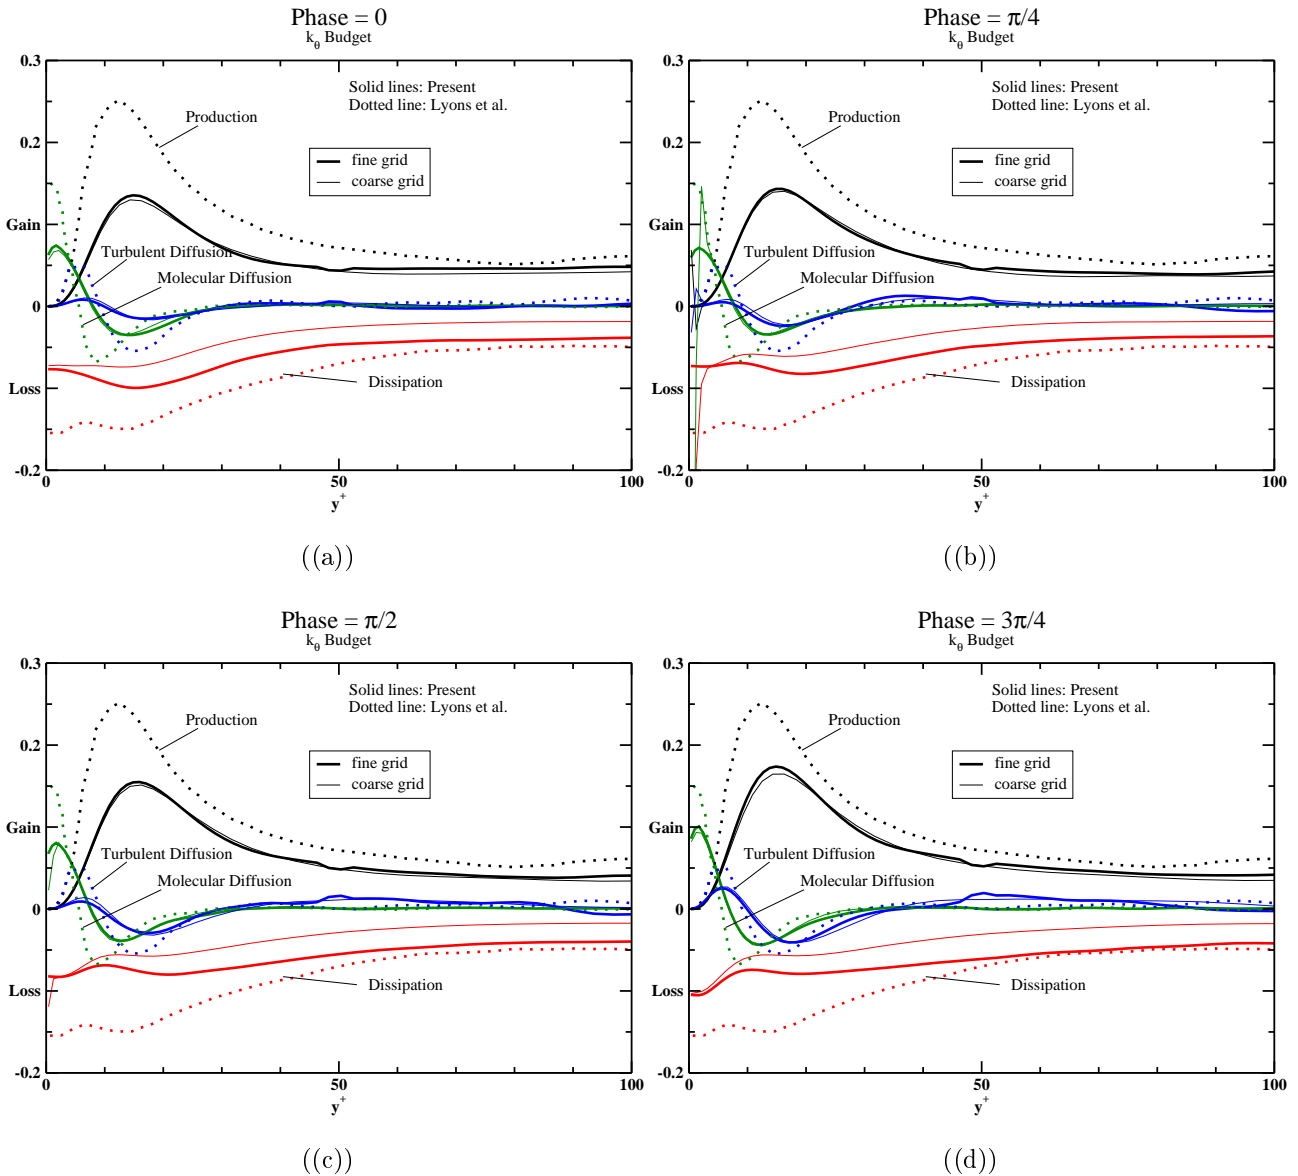 Phase = 0
k_θ Budget
0.3
Solid lines: Present
Dotted line: Lyons et al.
Production
0.2
fine grid
coarse grid
Gain
Turbulent Diffusion
Molecular Diffusion
0
Dissipation
Loss
-0.2
0
50
100
y^+
((a))
Phase = π/4
k_θ Budget
0.3
Solid lines: Present
Dotted line: Lyons et al.
Production
0.2
fine grid
coarse grid
Gain
Turbulent Diffusion
Molecular Diffusion
0
Dissipation
Loss
-0.2
0
50
100
y^+
((b))
Phase = π/2
k_θ Budget
0.3
Solid lines: Present
Dotted line: Lyons et al.
Production
0.2
fine grid
coarse grid
Gain
Turbulent Diffusion
Molecular Diffusion
0
Dissipation
Loss
-0.2
0
50
100
y^+
((c))
Phase = 3π/4
k_θ Budget
0.3
Solid lines: Present
Dotted line: Lyons et al.
Production
0.2
fine grid
coarse grid
Gain
Turbulent Diffusion
Molecular Diffusion
0
Dissipation
Loss
-0.2
0
50
100
y^+
((d))